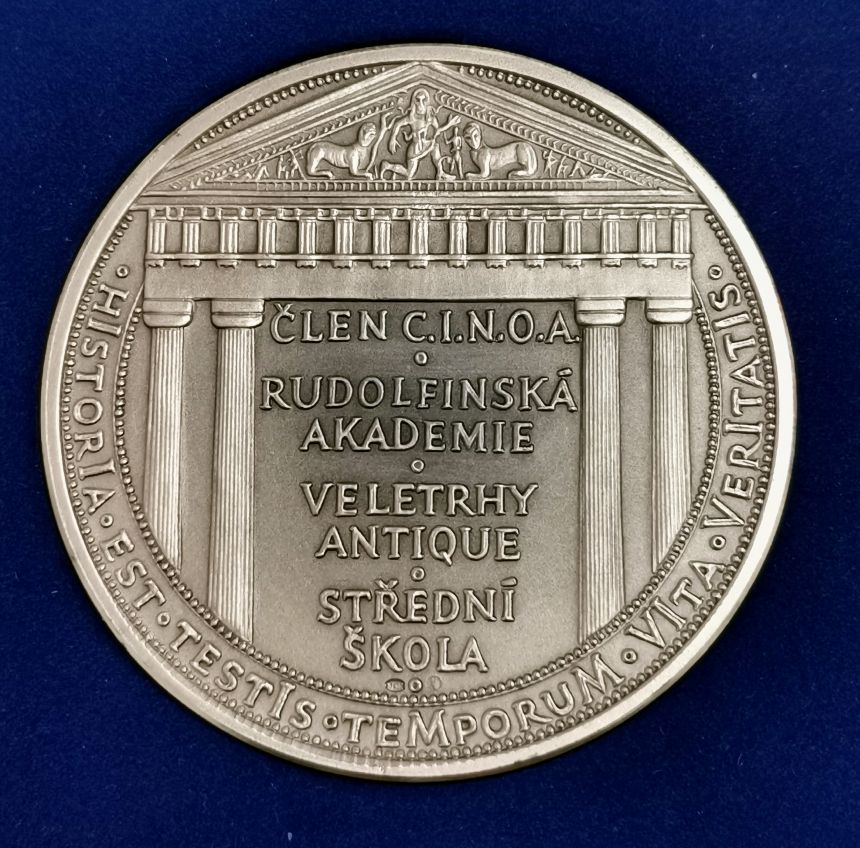 ČLEN C.I.N.O.A.
RUDOLFINSKÁ
AKADEMIE
VELETRHY
ANTIQUE
STŘEDNÍ
ŠKOLA
HISTORIA · EST · TESTIS · TEMPORUM · VITA · VERITATIS